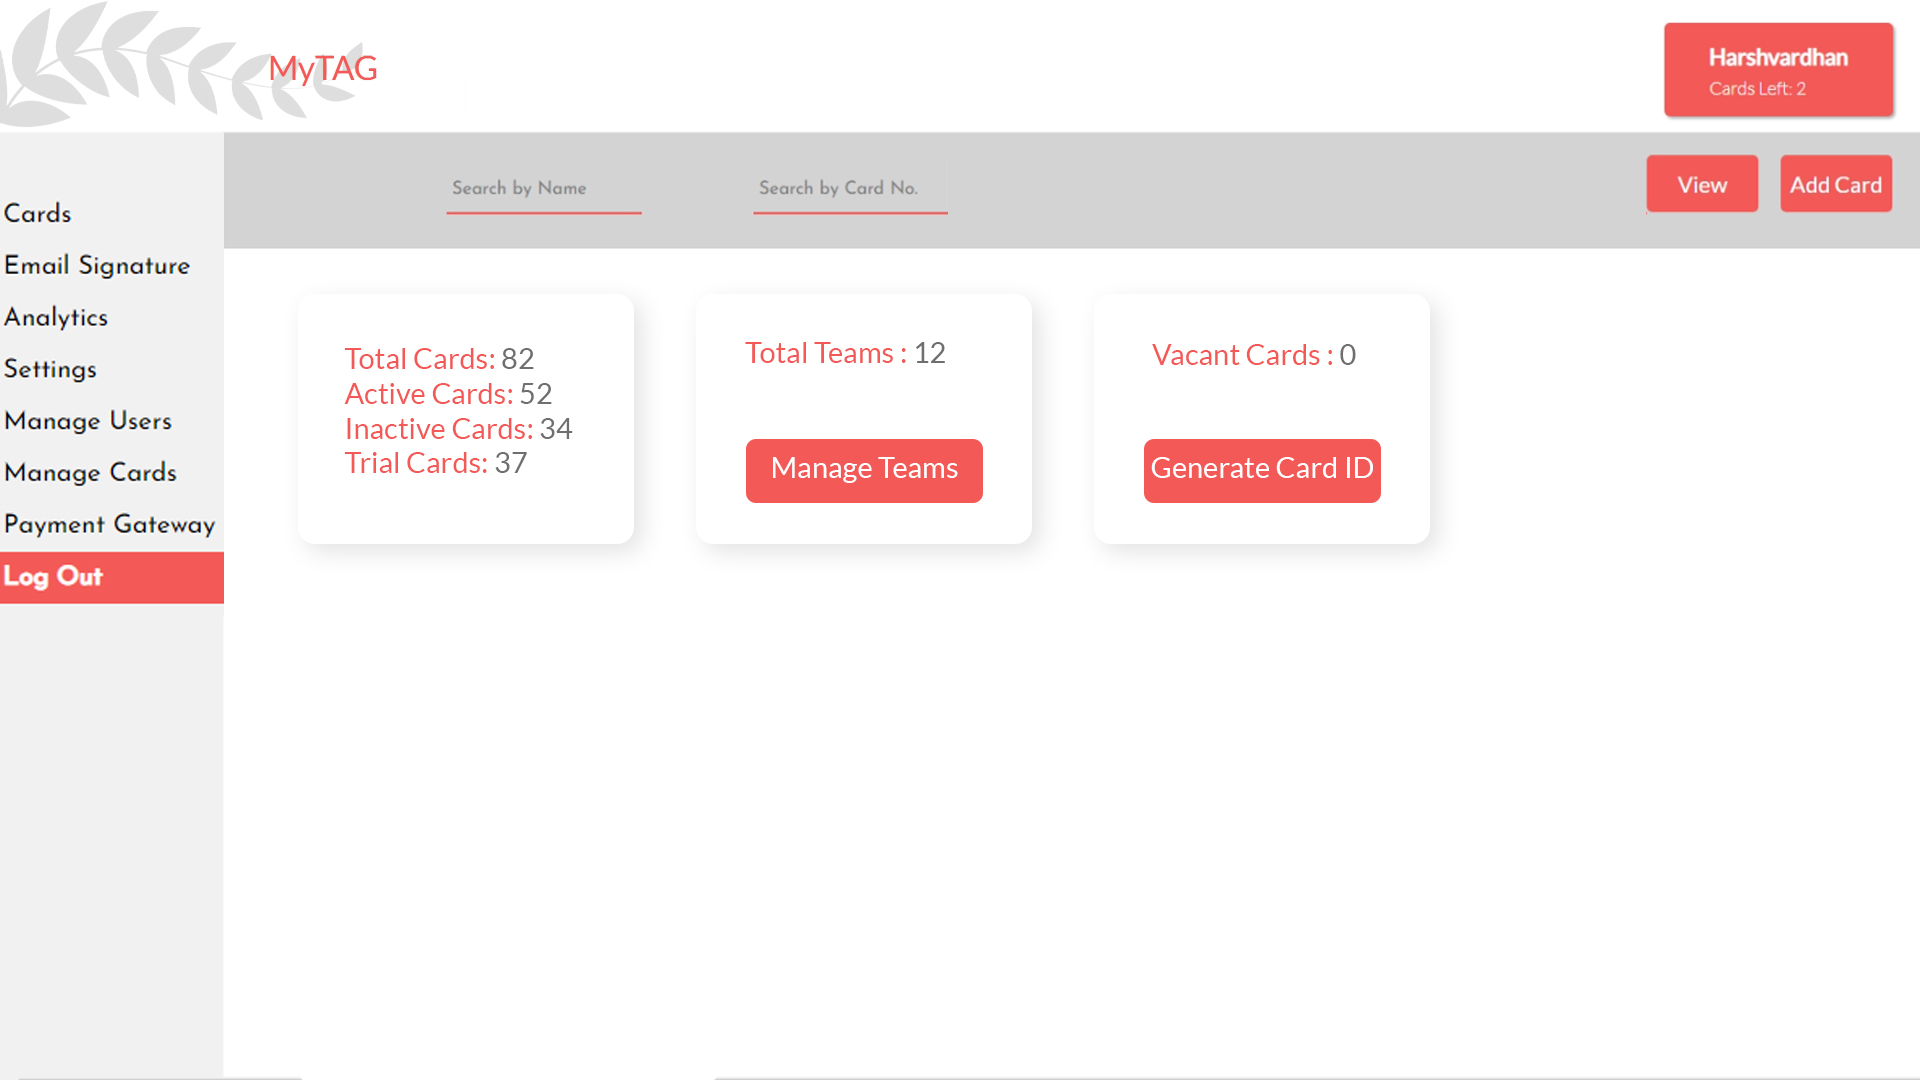 MyTAG
Harshvardhan
Cards Left: 2
Search by Name
Search by Card No.
View
Add Card
Cards
Email Signature
Analytics
Settings
Manage Users
Manage Cards
Payment Gateway
Log Out
Total Cards: 82
Active Cards: 52
Inactive Cards: 34
Trial Cards: 37
Total Teams : 12
Manage Teams
Vacant Cards : 0
Generate Card ID